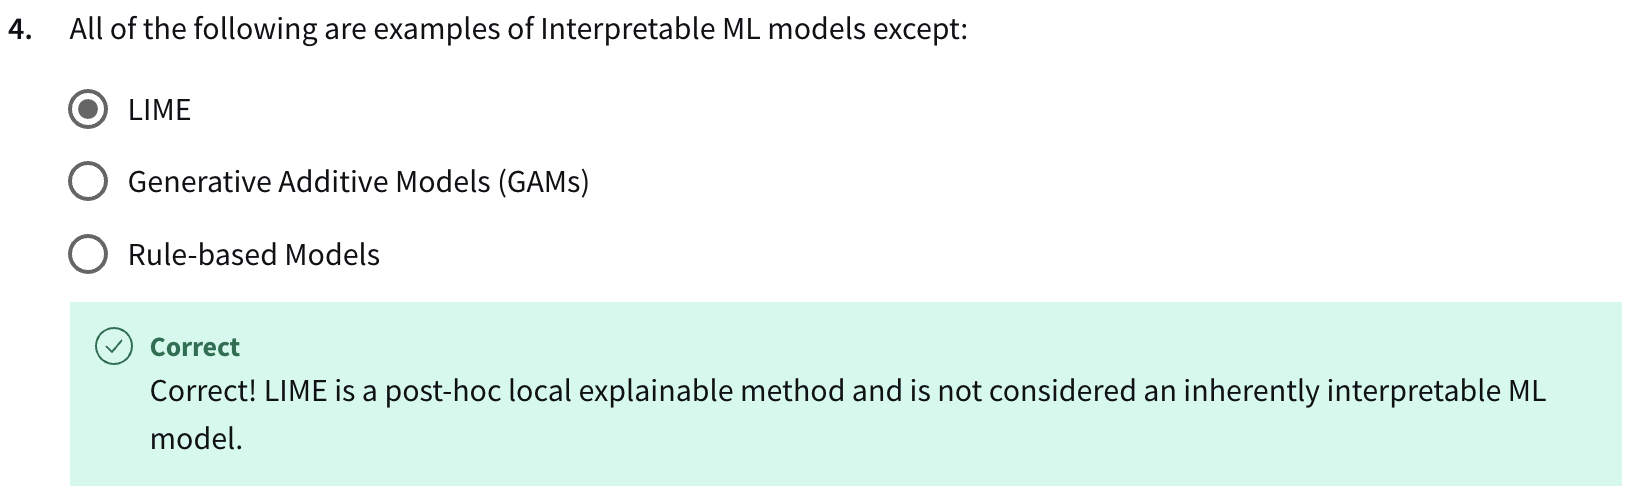 4. All of the following are examples of Interpretable ML models except:
LIME
Generative Additive Models (GAMs)
Rule-based Models
Correct
Correct! LIME is a post-hoc local explainable method and is not considered an inherently interpretable ML
model.